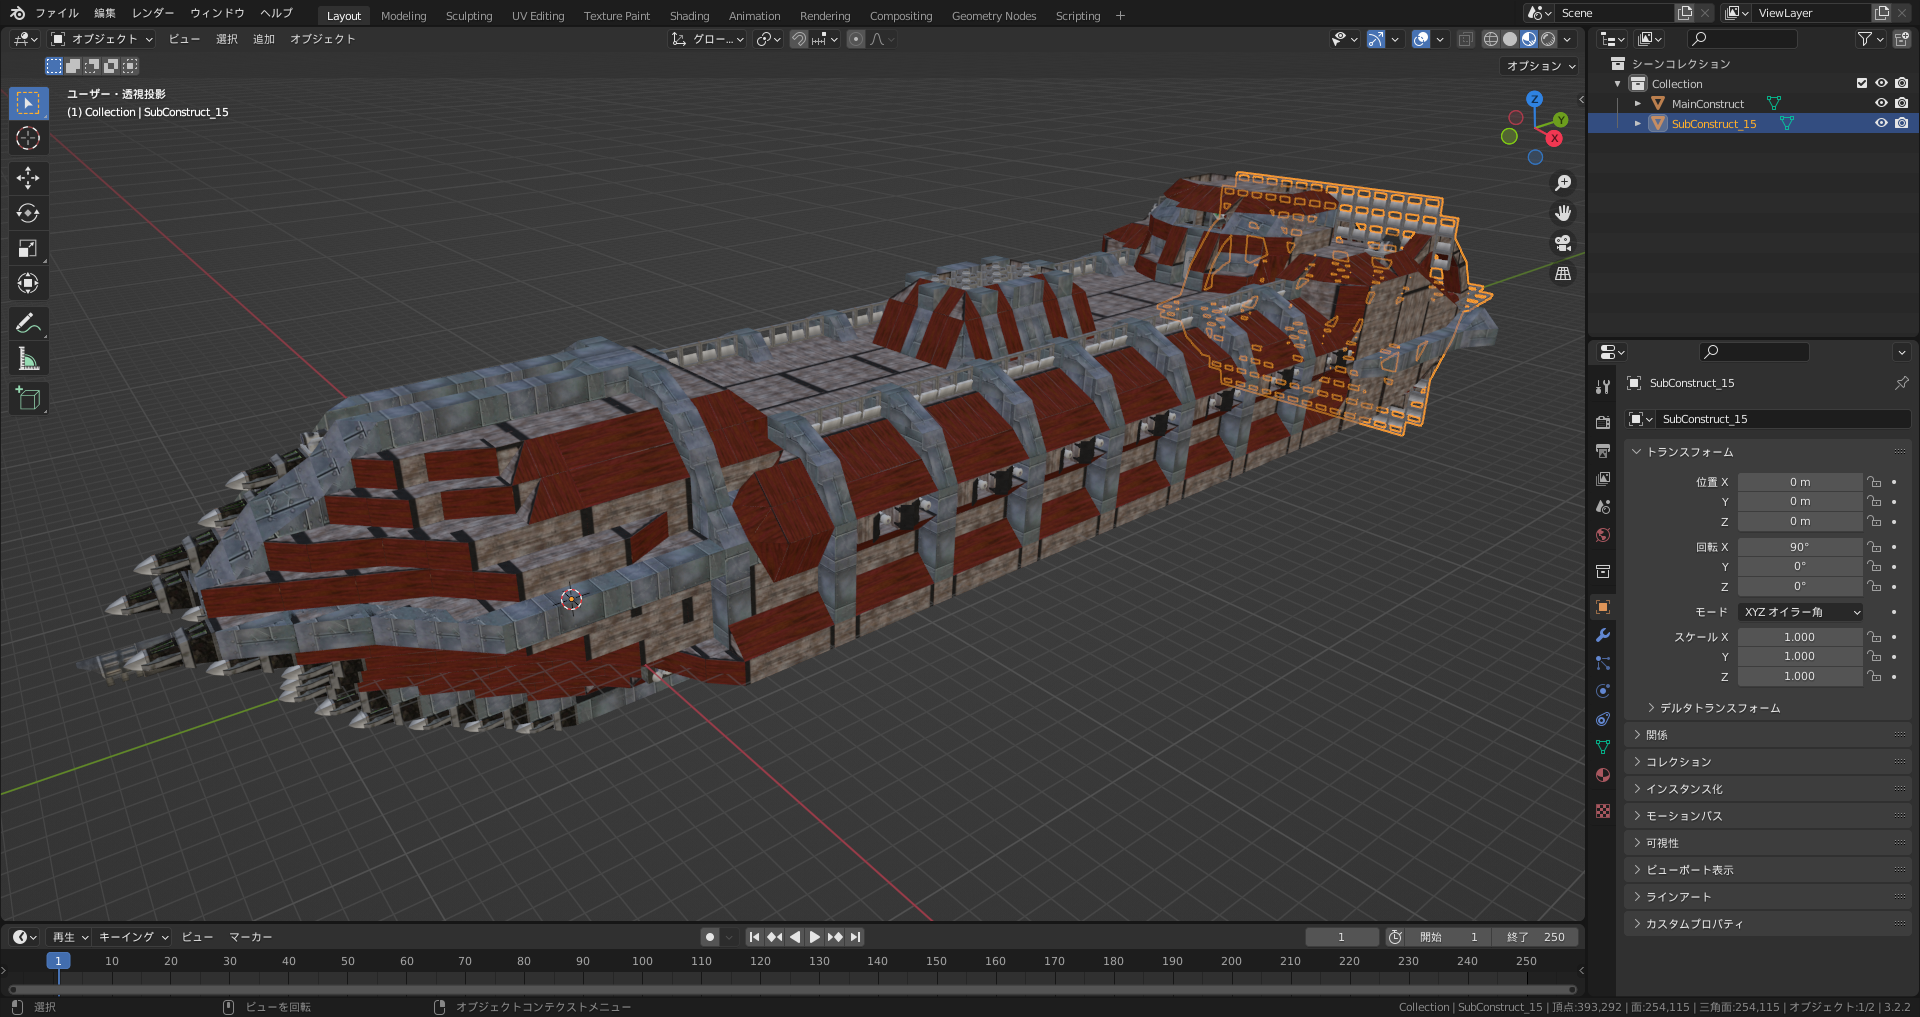 ファイル 編集 レンダー ウィンドウ ヘルプ Layout Modeling Sculpting UV Editing Texture Paint Shading Animation Rendering Compositing Geometry Nodes Scripting + Scene ViewLayer
オブジェクト ビュー 選択 追加 オブジェクト グロー...
オプション
ユーザー・透視投影
(1) Collection | SubConstruct_15
Z
Y
X
シーンコレクション
Collection
MainConstruct
SubConstruct_15
SubConstruct_15
SubConstruct_15
トランスフォーム
位置 X 0 m
Y 0 m
Z 0 m
回転 X 90°
Y 0°
Z 0°
モード XYZ オイラー角
スケール X 1.000
Y 1.000
Z 1.000
デルタトランスフォーム
関係
コレクション
インスタンス化
モーションパス
可視性
ビューポート表示
ラインアート
カスタムプロパティ
再生 キーイング ビュー マーカー 1 開始 1 終了 250
1 10 20 30 40 50 60 70 80 90 100 110 120 130 140 150 160 170 180 190 200 210 220 230 240 250
選択 ビューを回転 オブジェクトコンテクストメニュー Collection | SubConstruct_15 | 頂点:393,292 | 面:254,115 | 三角面:254,115 | オブジェクト:1/2 | 3.2.2